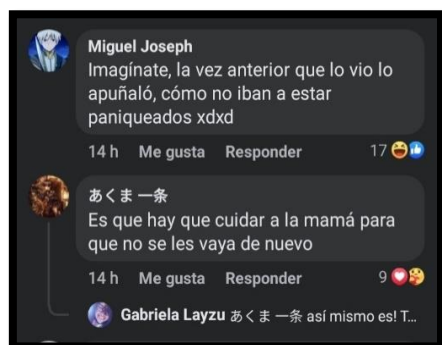 Miguel Joseph
Imagínate, la vez anterior que lo vio lo
apuñaló, cómo no iban a estar
paniqueados xdxd
14 h Me gusta Responder 17
あくま 一条
Es que hay que cuidar a la mamá para
que no se les vaya de nuevo
14 h Me gusta Responder 9
Gabriela Layzu あくま 一条 así mismo es! T...